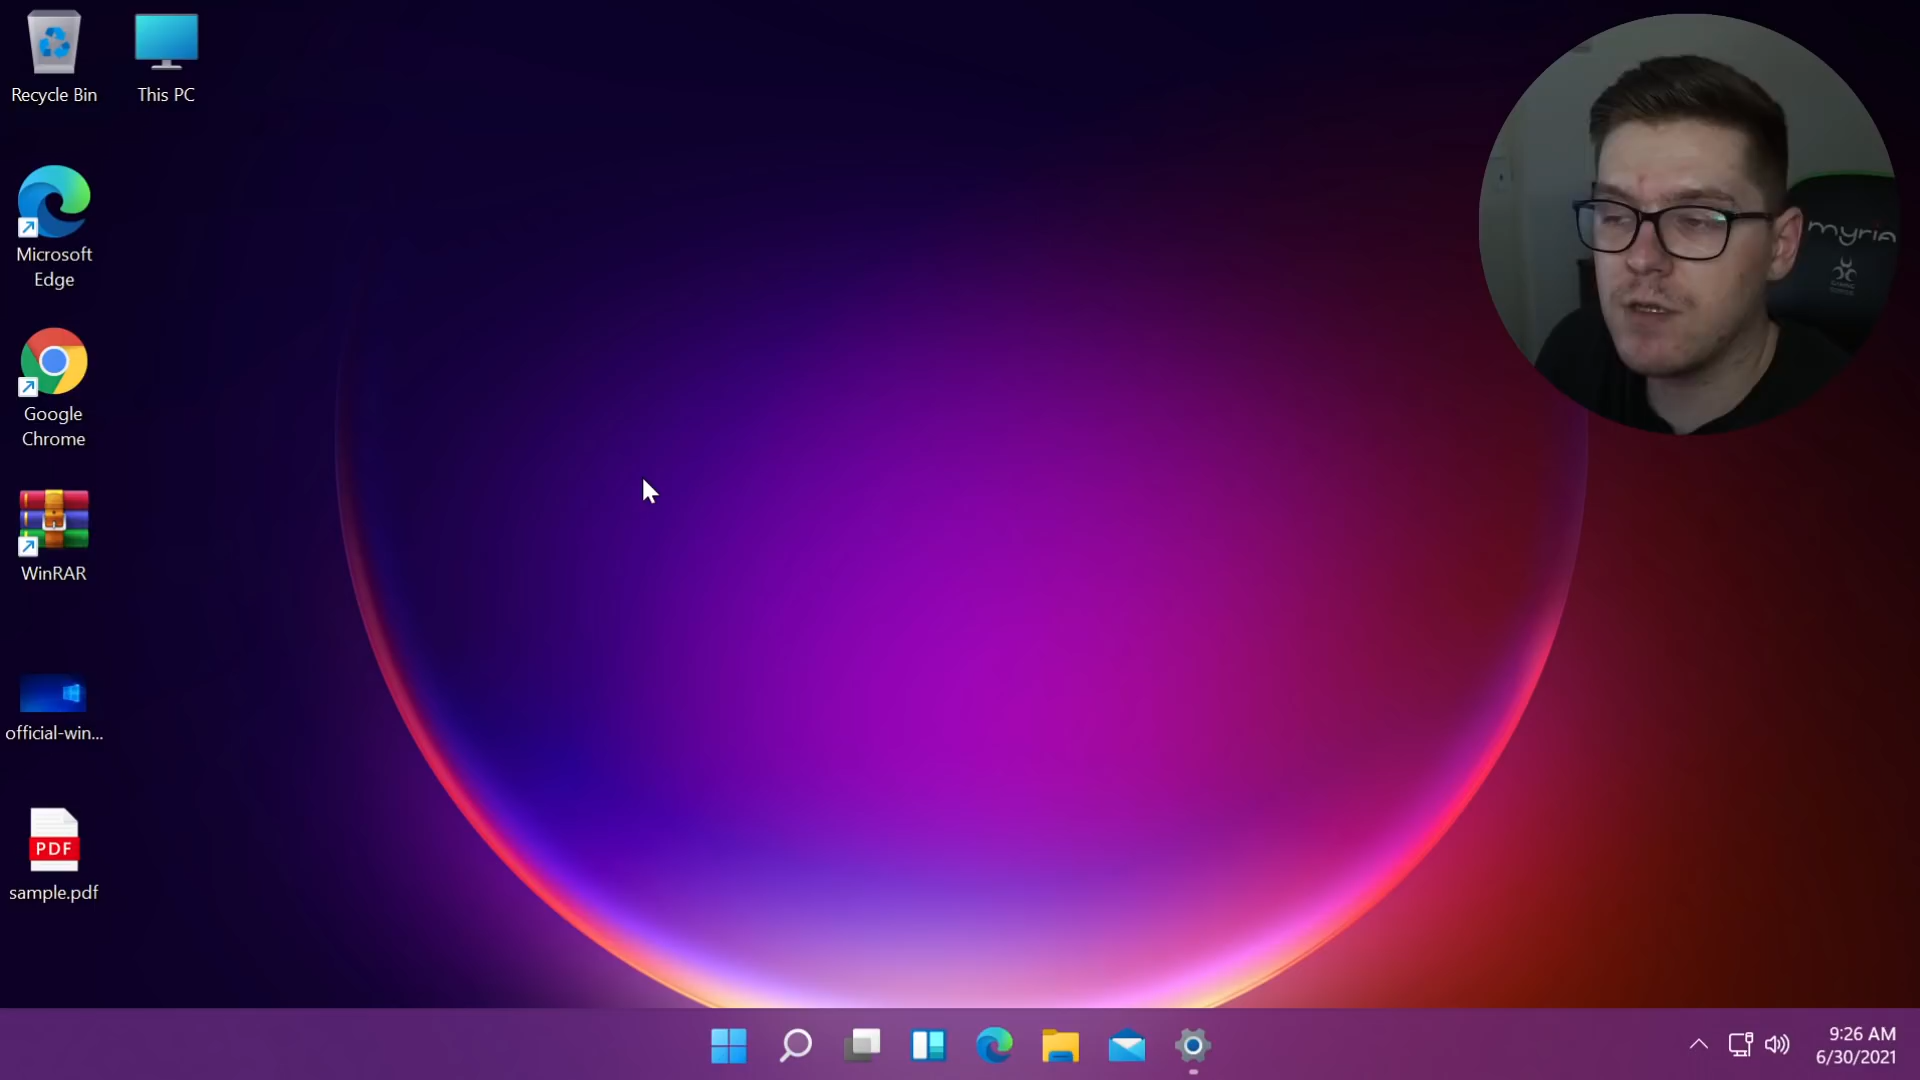 Recycle Bin
This PC
Microsoft
Edge
Google
Chrome
WinRAR
official-win...
PDF
sample.pdf
myria
9:26 AM
6/30/2021